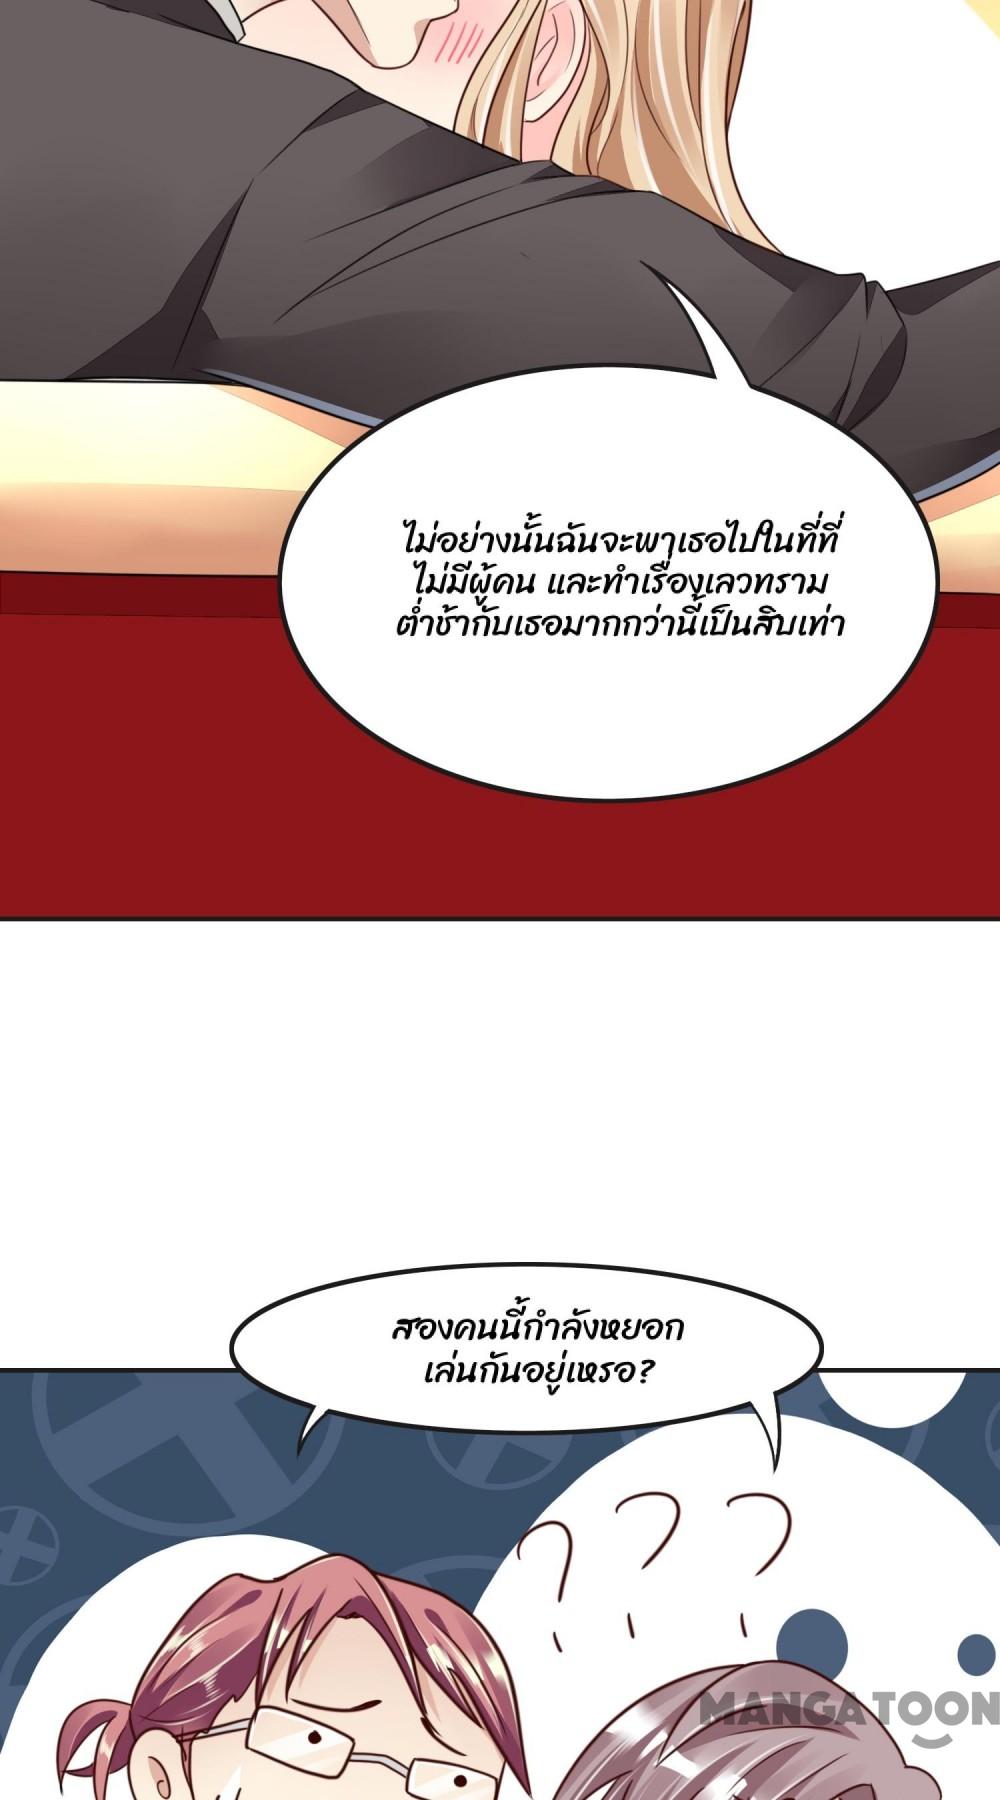 ไม่อย่างนั้นฉันจะพาเธอไปในที่ที่
ไม่มีผู้คน และทำเรื่องเลวทราม
ต่ำช้ากับเธอมากกว่านี้เป็นสิบเท่า
สองคนนี้กำลังหยอก
เล่นกันอยู่เหรอ?
? ? ?
MANGATOON